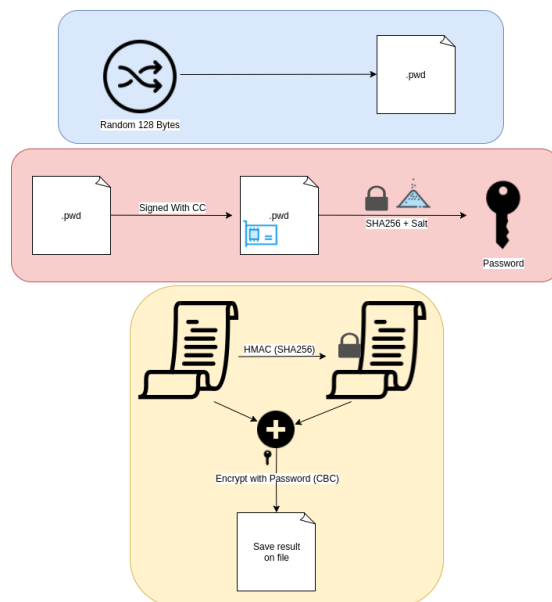 .pwd
Random 128 Bytes
.pwd
Signed With CC
.pwd
SHA256 + Salt
Password
HMAC (SHA256)
Encrypt with Password (CBC)
Save result
on file